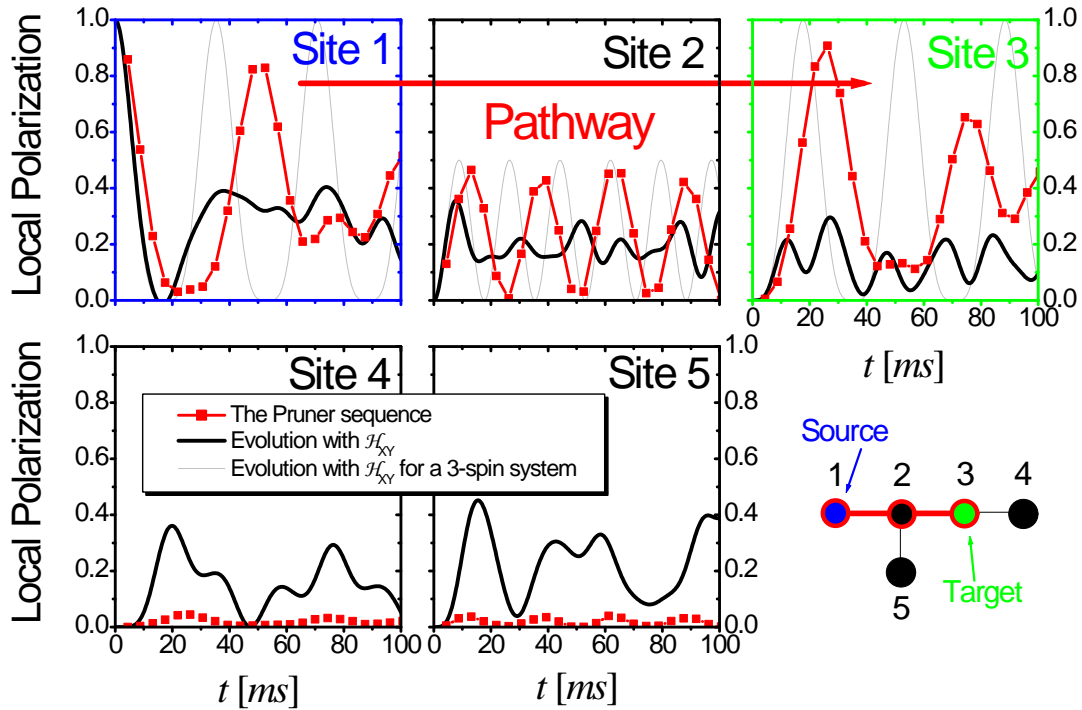 Site 1
Site 2
Site 3
Pathway
Local Polarization
1.0
0.8
0.6
0.4
0.2
0.0
1.0
0.8
0.6
0.4
0.2
0.0
0 20 40 60 80 100
t [ms]
Site 4
Site 5
The Pruner sequence
Evolution with ℋXY
Evolution with ℋXY for a 3-spin system
Local Polarization
1.0
0.8
0.6
0.4
0.2
0.0
1.0
0.8
0.6
0.4
0.2
0.0
0 20 40 60 80 100
0 20 40 60 80 100
t [ms]
t [ms]
Source
1 2 3 4
5
Target